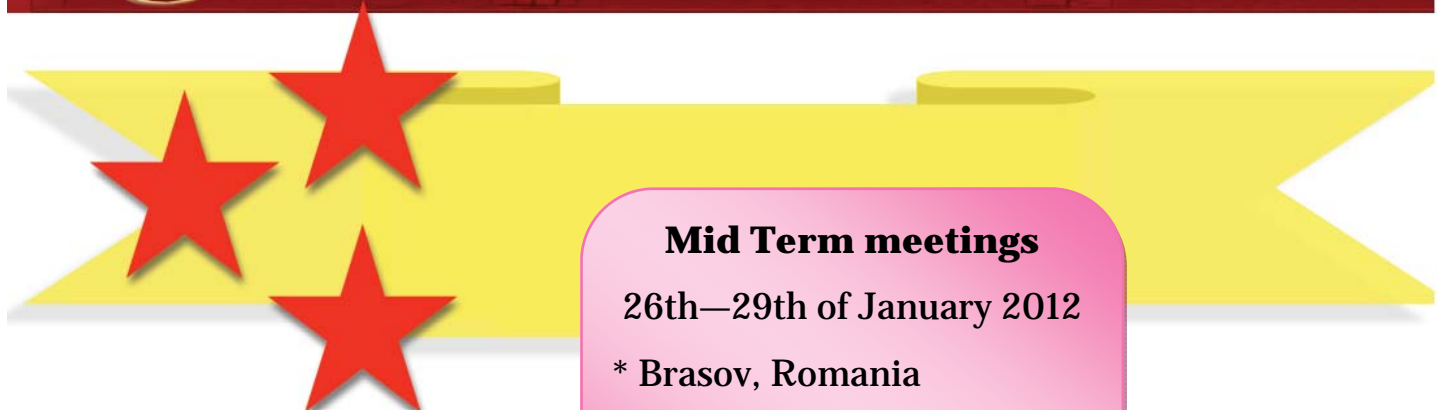 Mid Term meetings
26th—29th of January 2012
* Brasov, Romania